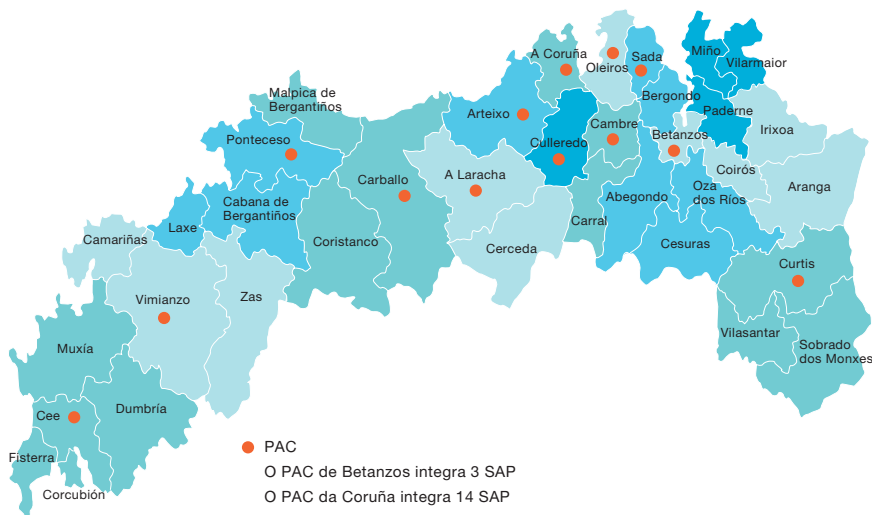 A Coruña
Oleiros
Sada
Miño
Vilarmaior
Malpica de
Bergantiños
Arteixo
Bergondo
Paderne
Ponteceso
Culleredo
Cambre
Betanzos
Irixoa
Carballo
A Laracha
Coirós
Aranga
Cabana de
Bergantiños
Laxe
Abegondo
Oza
dos Ríos
Camariñas
Coristanco
Carral
Cerceda
Cesuras
Curtis
Vimianzo
Zas
Vilasantar
Sobrado
dos Monxes
Muxía
Dumbría
Cee
Fisterra
Corcubión
PAC
O PAC de Betanzos integra 3 SAP
O PAC da Coruña integra 14 SAP